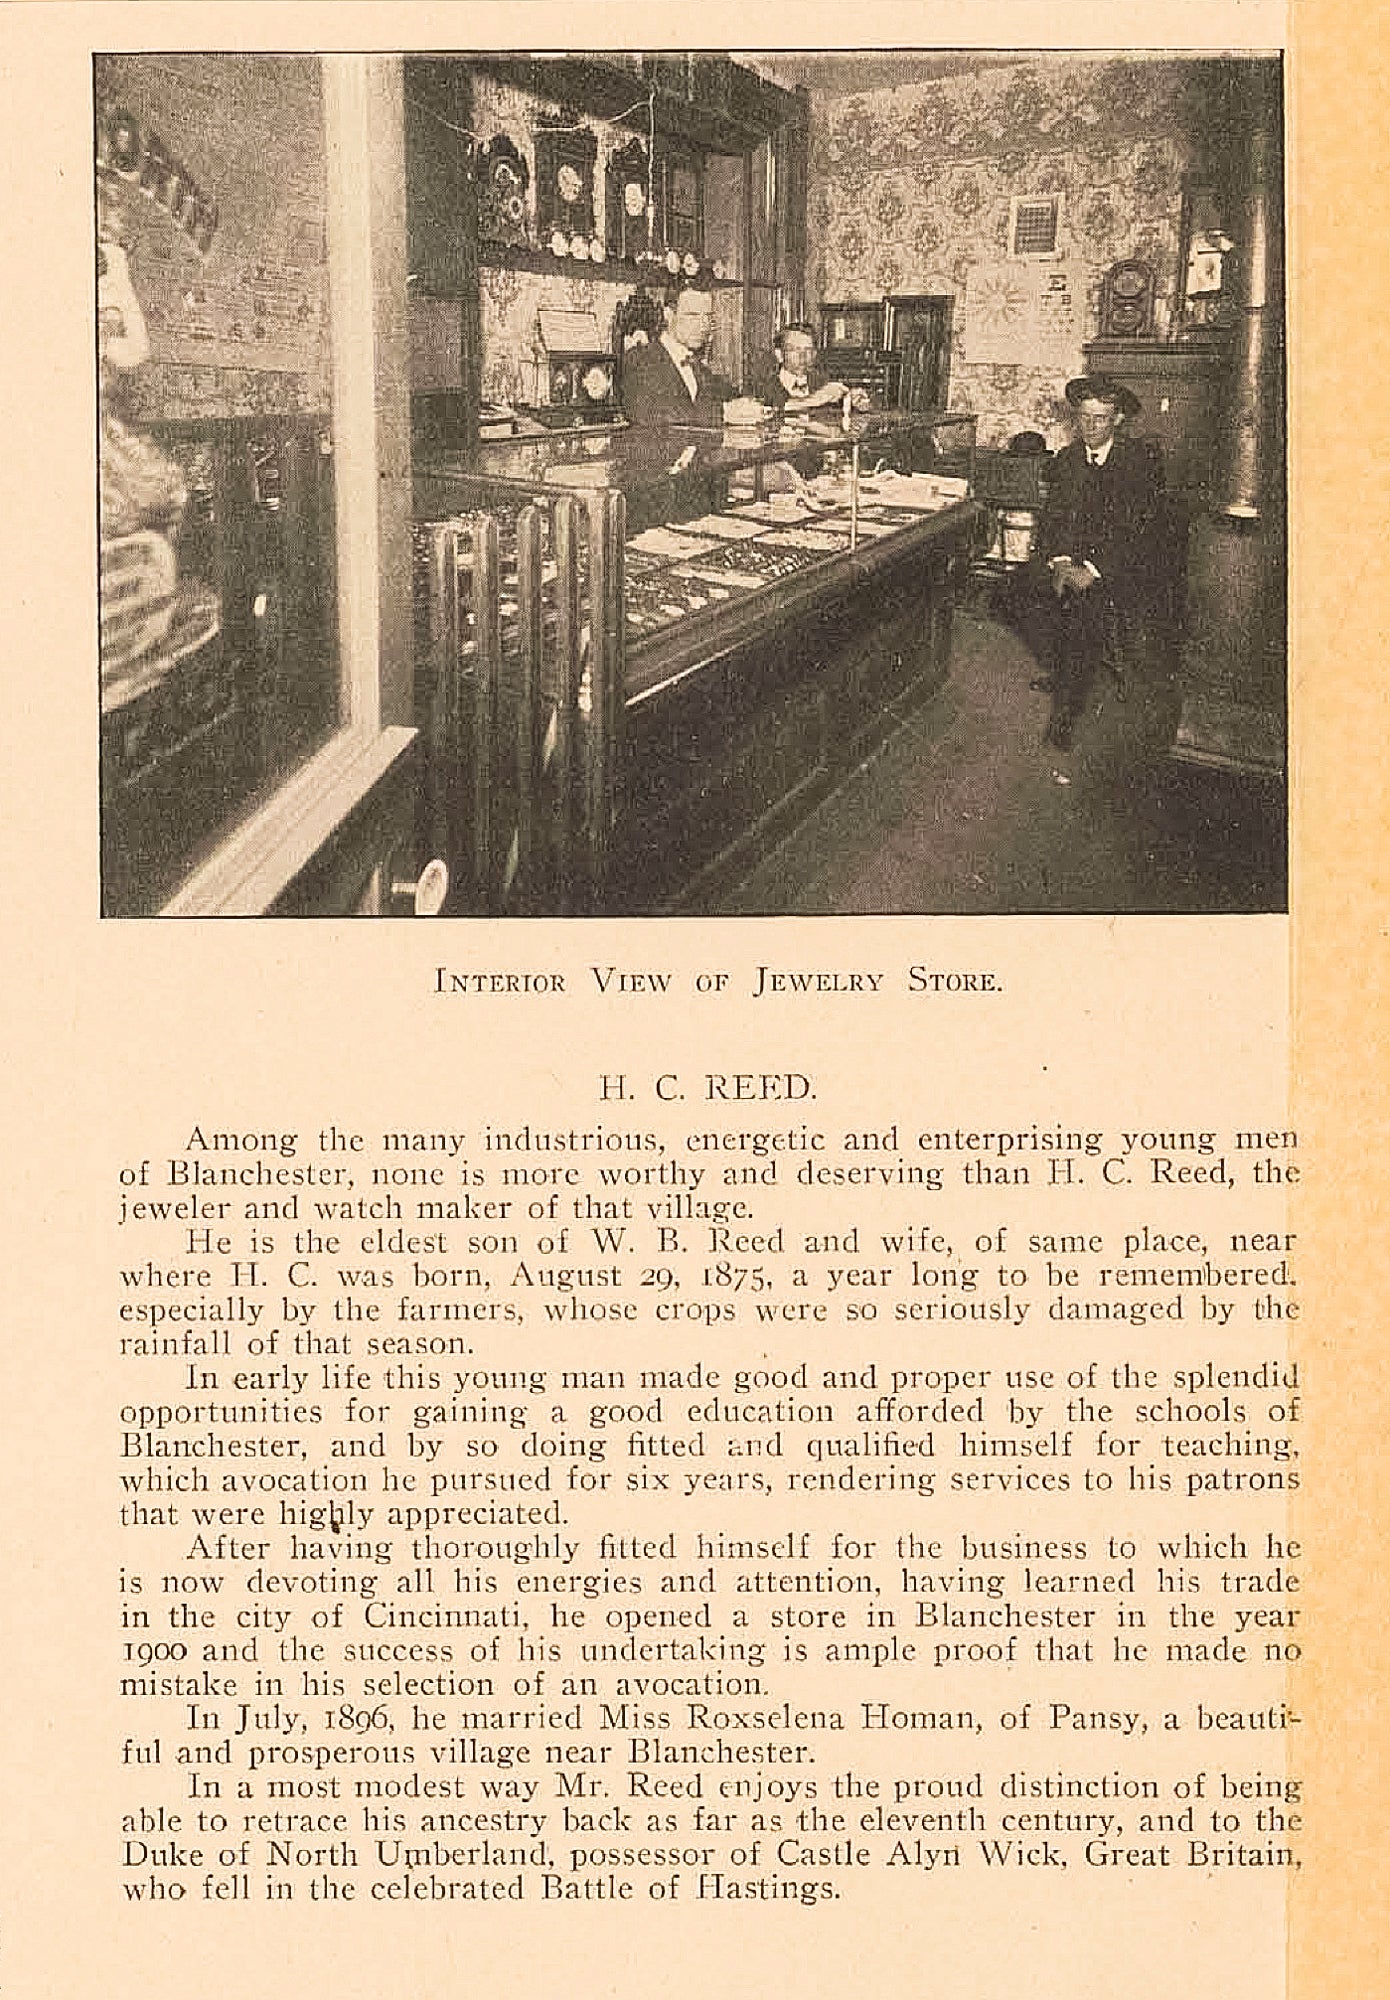 Interior View of Jewelry Store.
H. C. REED.
Among the many industrious, energetic and enterprising young men
of Blanchester, none is more worthy and deserving than H. C. Reed, the
jeweler and watch maker of that village.
He is the eldest son of W. B. Reed and wife, of same place, near
where H. C. was born, August 29, 1875, a year long to be remembered,
especially by the farmers, whose crops were so seriously damaged by the
rainfall of that season.
In early life this young man made good and proper use of the splendid
opportunities for gaining a good education afforded by the schools of
Blanchester, and by so doing fitted and qualified himself for teaching,
which avocation he pursued for six years, rendering services to his patrons
that were highly appreciated.
After having thoroughly fitted himself for the business to which he
is now devoting all his energies and attention, having learned his trade
in the city of Cincinnati, he opened a store in Blanchester in the year
1900 and the success of his undertaking is ample proof that he made no
mistake in his selection of an avocation.
In July, 1896, he married Miss Roxselena Homan, of Pansy, a beauti-
ful and prosperous village near Blanchester.
In a most modest way Mr. Reed enjoys the proud distinction of being
able to retrace his ancestry back as far as the eleventh century, and to the
Duke of North Umberland, possessor of Castle Alyn Wick, Great Britain,
who fell in the celebrated Battle of Hastings.